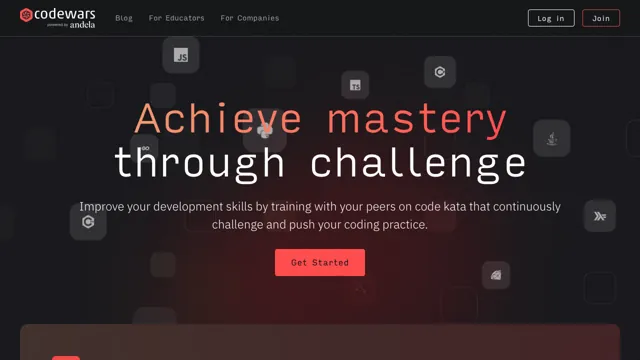 codewars
powered by andela
Blog
For Educators
For Companies
Log in
Join
JS
TS
GO
Achieve mastery
through challenge
Improve your development skills by training with your peers on code kata that continuously
challenge and push your coding practice.
Get Started